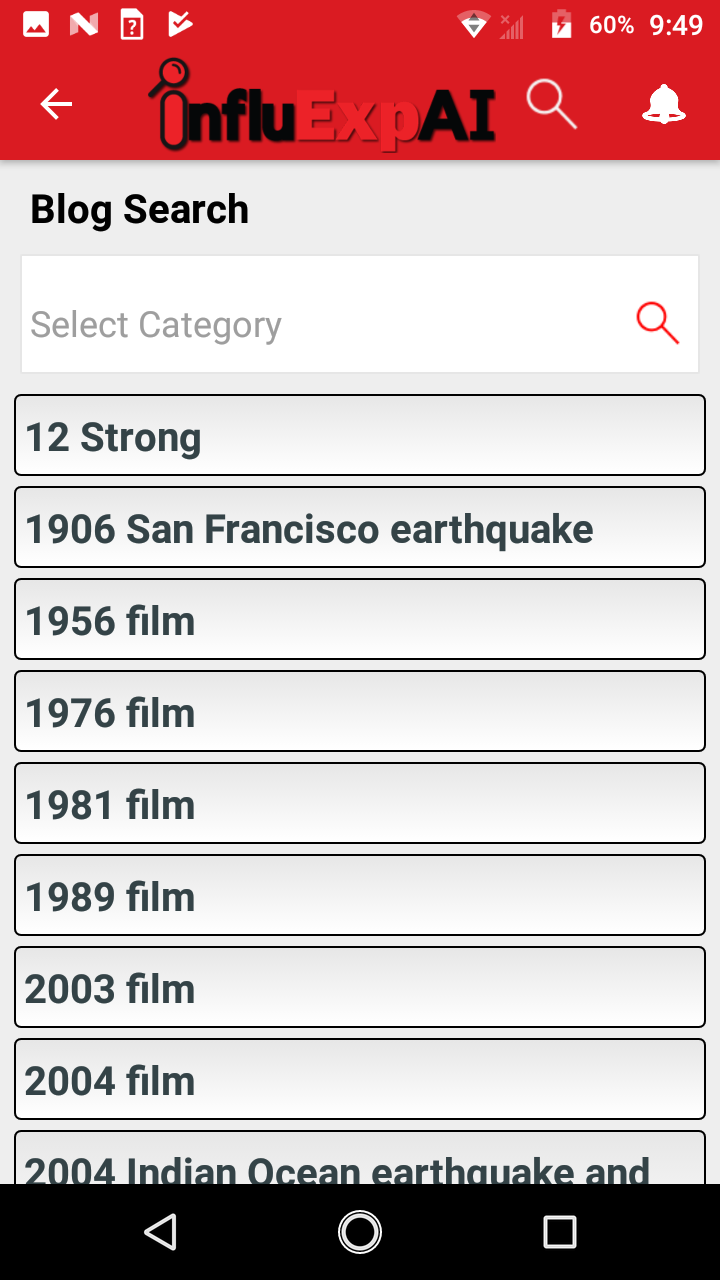 60% 9:49
influExpAI
Blog Search
Select Category
12 Strong
1906 San Francisco earthquake
1956 film
1976 film
1981 film
1989 film
2003 film
2004 film
2004 Indian Ocean earthquake and